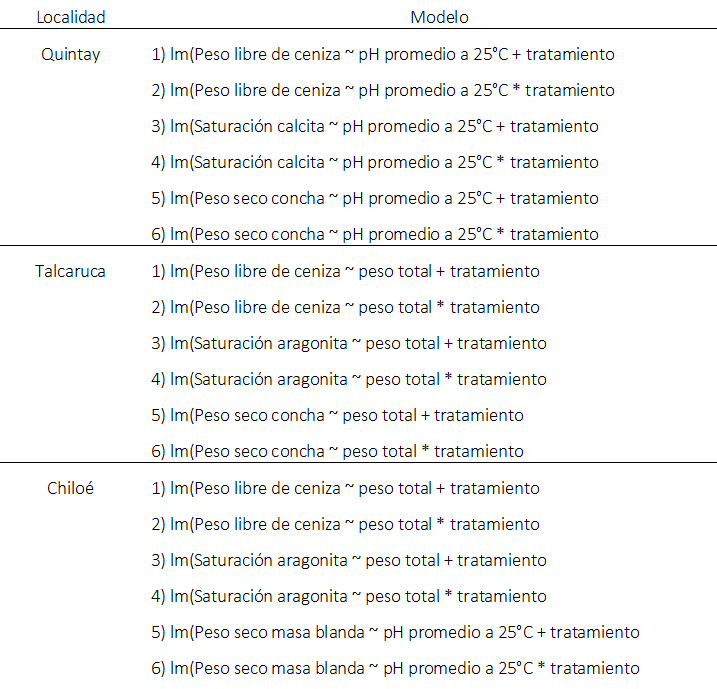 Localidad Modelo
Quintay 1) lm(Peso libre de ceniza ~ pH promedio a 25°C + tratamiento
2) lm(Peso libre de ceniza ~ pH promedio a 25°C * tratamiento
3) lm(Saturación calcita ~ pH promedio a 25°C + tratamiento
4) lm(Saturación calcita ~ pH promedio a 25°C * tratamiento
5) lm(Peso seco concha ~ pH promedio a 25°C + tratamiento
6) lm(Peso seco concha ~ pH promedio a 25°C * tratamiento
Talcaruca 1) lm(Peso libre de ceniza ~ peso total + tratamiento
2) lm(Peso libre de ceniza ~ peso total * tratamiento
3) lm(Saturación aragonita ~ peso total + tratamiento
4) lm(Saturación aragonita ~ peso total * tratamiento
5) lm(Peso seco concha ~ peso total + tratamiento
6) lm(Peso seco concha ~ peso total * tratamiento
Chiloé 1) lm(Peso libre de ceniza ~ peso total + tratamiento
2) lm(Peso libre de ceniza ~ peso total * tratamiento
3) lm(Saturación aragonita ~ peso total + tratamiento
4) lm(Saturación aragonita ~ peso total * tratamiento
5) lm(Peso seco masa blanda ~ pH promedio a 25°C + tratamiento
6) lm(Peso seco masa blanda ~ pH promedio a 25°C * tratamiento